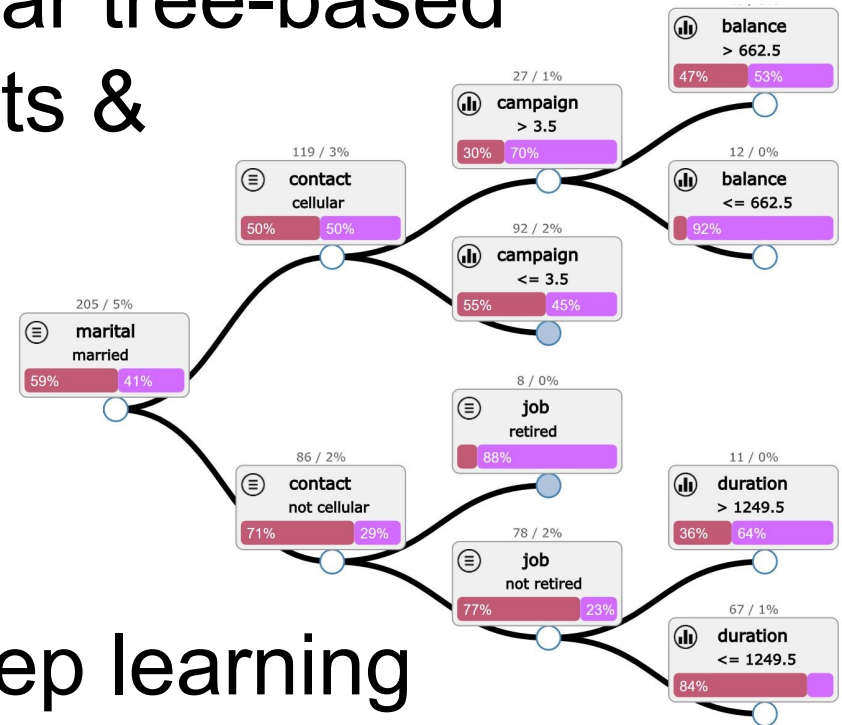 ar tree-based
ts &
balance
> 662.5
47% 53%
27 / 1%
campaign
> 3.5
30% 70%
12 / 0%
balance
<= 662.5
92%
119 / 3%
contact
cellular
50% 50%
92 / 2%
campaign
<= 3.5
55% 45%
205 / 5%
marital
married
59% 41%
8 / 0%
job
retired
88%
86 / 2%
contact
not cellular
71% 29%
11 / 0%
duration
> 1249.5
36% 64%
78 / 2%
job
not retired
77% 23%
67 / 1%
duration
<= 1249.5
84%
ep learning